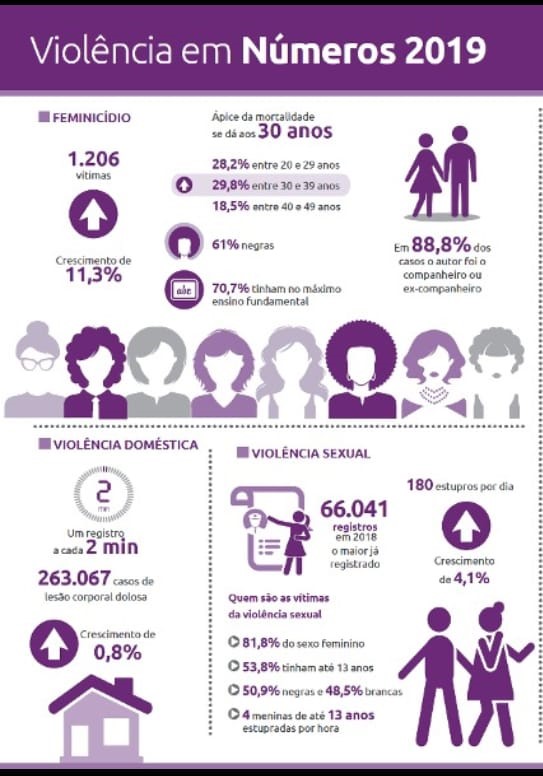 Violência em Números 2019
FEMINICÍDIO
1.206
vítimas
Crescimento de
11,3%
Ápice da mortalidade
se dá aos 30 anos
28,2% entre 20 e 29 anos
29,8% entre 30 e 39 anos
18,5% entre 40 e 49 anos
61% negras
abc
70,7% tinham no máximo
ensino fundamental
Em 88,8% dos
casos o autor foi o
companheiro ou
ex-companheiro
VIOLÊNCIA DOMÉSTICA
2
min
Um registro
a cada 2 min
263.067 casos de
lesão corporal dolosa
Crescimento de
0,8%
VIOLÊNCIA SEXUAL
66.041
registros
em 2018
o maior já
registrado
180 estupros por dia
Crescimento
de 4,1%
Quem são as vítimas
da violência sexual
81,8% do sexo feminino
53,8% tinham até 13 anos
50,9% negras e 48,5% brancas
4 meninas de até 13 anos
estupradas por hora